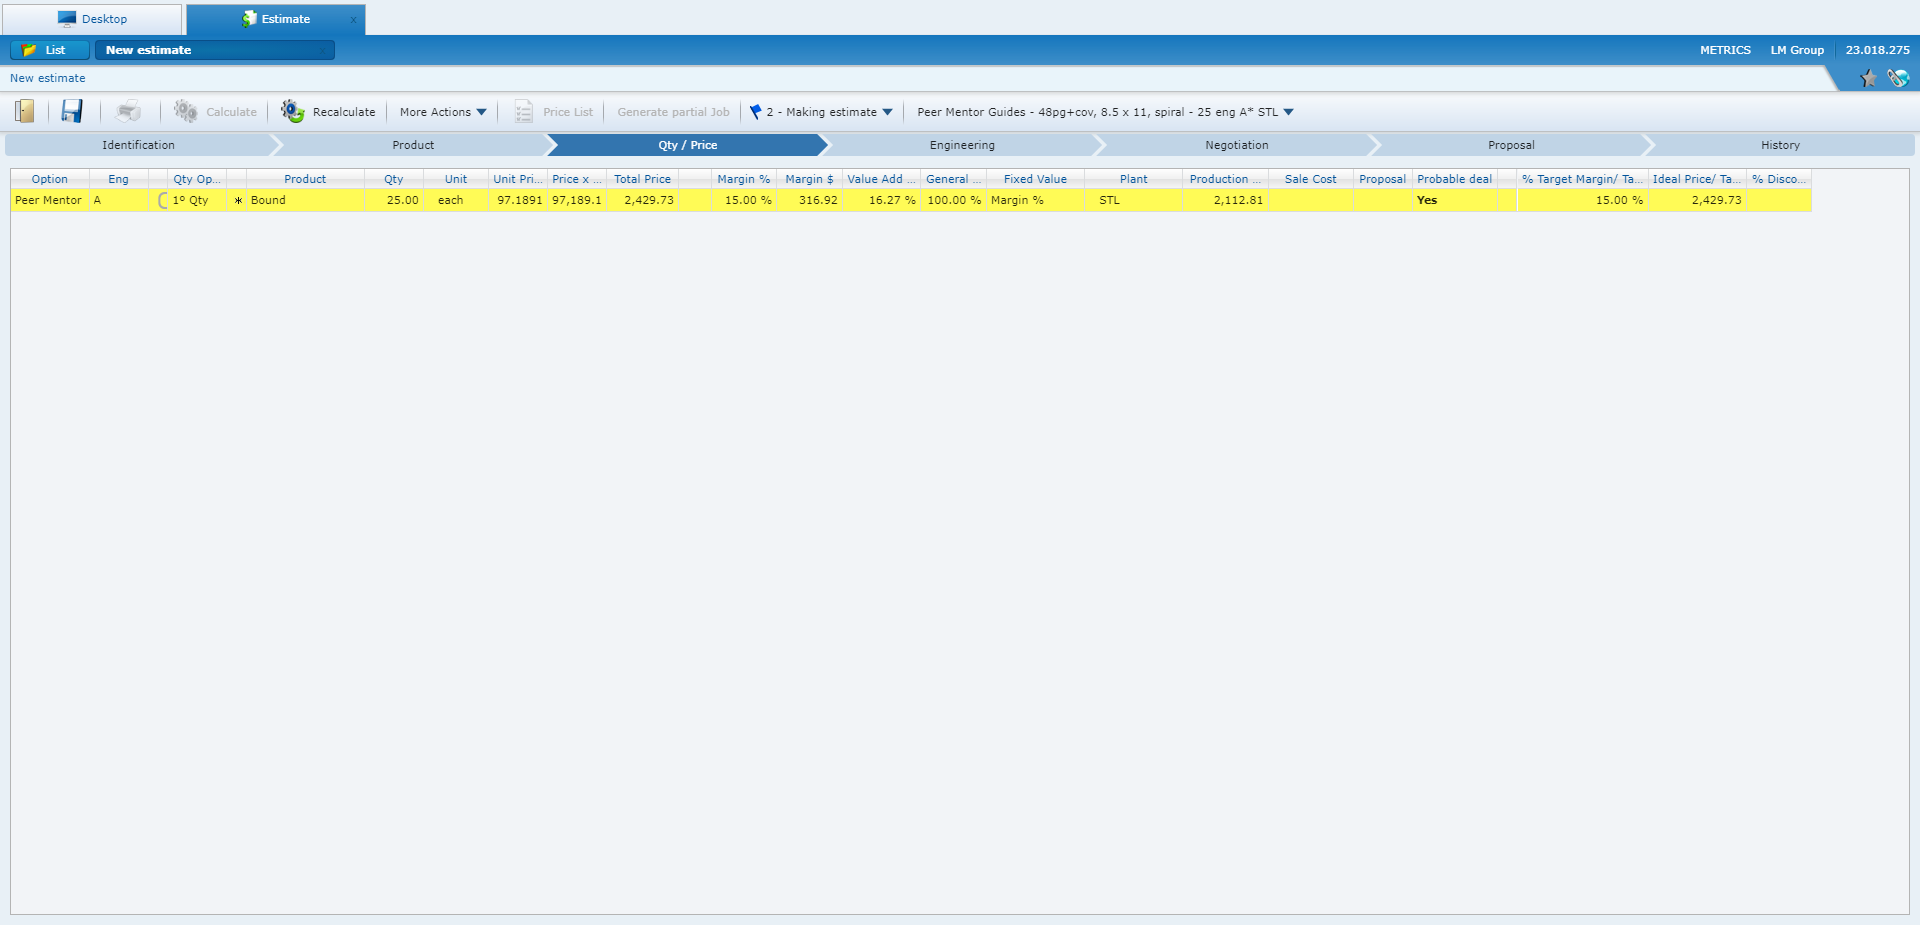 Desktop Estimate x
List New estimate x METRICS LM Group 23.018.275
New estimate
Calculate Recalculate More Actions Price List Generate partial Job 2 - Making estimate Peer Mentor Guides - 48pg+cov, 8.5 x 11, spiral - 25 eng A* STL
Identification Product Qty / Price Engineering Negotiation Proposal History
Option Eng Qty Op... Product Qty Unit Unit Pri... Price x ... Total Price Margin % Margin $ Value Add ... General ... Fixed Value Plant Production ... Sale Cost Proposal Probable deal % Target Margin/ Ta... Ideal Price/ Ta... % Disco...
Peer Mentor A 1º Qty * Bound 25.00 each 97.1891 97,189.1 2,429.73 15.00 % 316.92 16.27 % 100.00 % Margin % STL 2,112.81 Yes 15.00 % 2,429.73